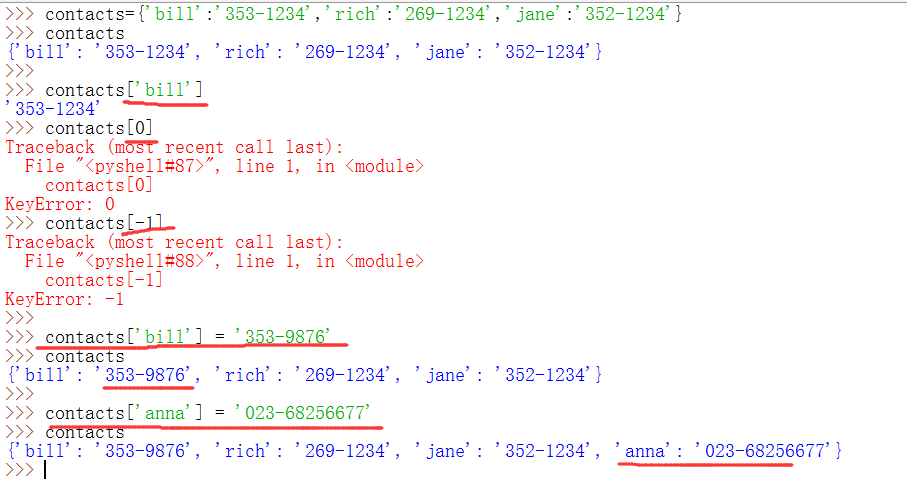 >>> contacts={'bill':'353-1234','rich':'269-1234','jane':'352-1234'}
>>> contacts
{'bill': '353-1234', 'rich': '269-1234', 'jane': '352-1234'}
>>>
>>> contacts['bill']
'353-1234'
>>> contacts[0]
Traceback (most recent call last):
  File "<pyshell#87>", line 1, in <module>
    contacts[0]
KeyError: 0
>>> contacts[-1]
Traceback (most recent call last):
  File "<pyshell#88>", line 1, in <module>
    contacts[-1]
KeyError: -1
>>>
>>> contacts['bill'] = '353-9876'
>>> contacts
{'bill': '353-9876', 'rich': '269-1234', 'jane': '352-1234'}
>>>
>>> contacts['anna'] = '023-68256677'
>>> contacts
{'bill': '353-9876', 'rich': '269-1234', 'jane': '352-1234', 'anna': '023-68256677'}
>>>